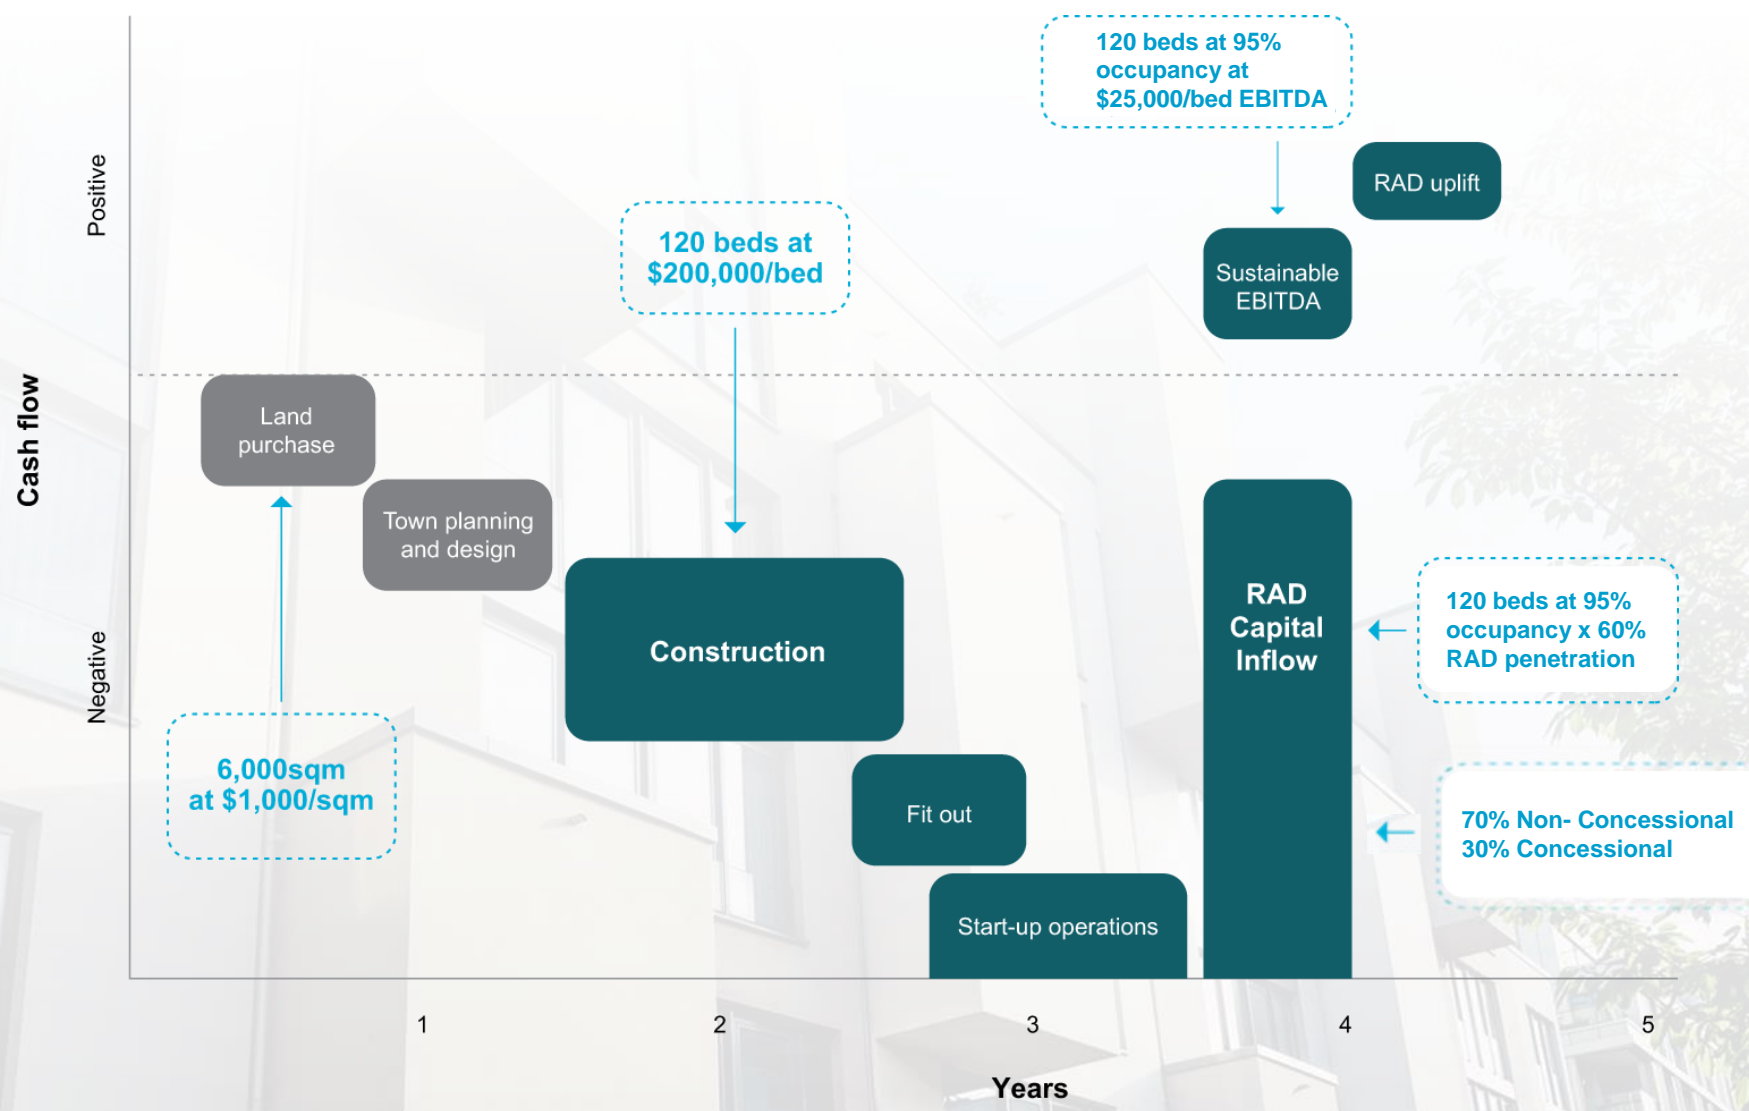 120 beds at 95%
occupancy at
$25,000/bed EBITDA
RAD uplift
Positive
120 beds at
$200,000/bed
Sustainable
EBITDA
Cash flow
Land
purchase
Town planning
and design
Construction
RAD
Capital
Inflow
120 beds at 95%
occupancy x 60%
RAD penetration
Negative
6,000sqm
at $1,000/sqm
Fit out
70% Non- Concessional
30% Concessional
Start-up operations
1
2
3
4
5
Years